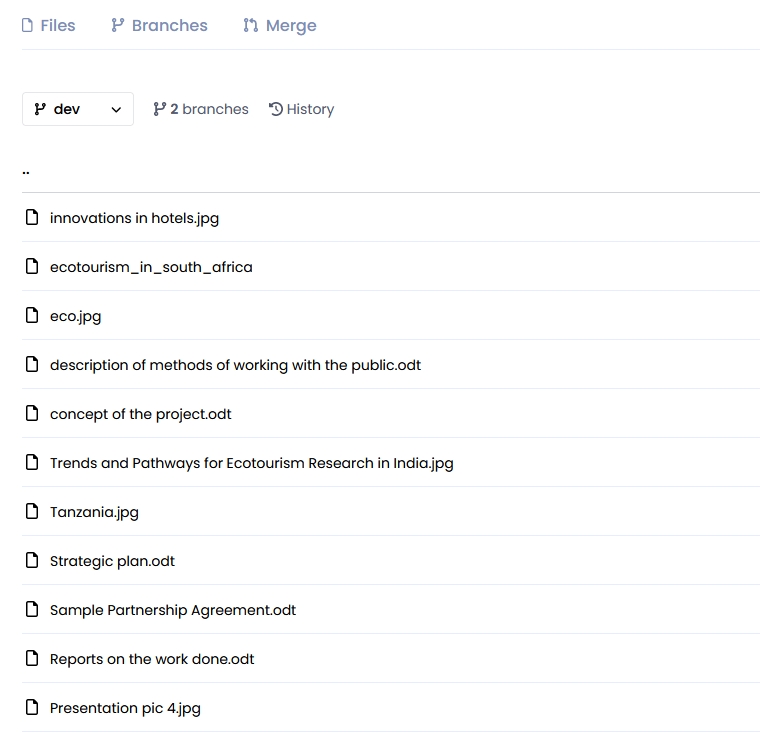 Files Branches Merge
dev 2 branches History
..
innovations in hotels.jpg
ecotourism_in_south_africa
eco.jpg
description of methods of working with the public.odt
concept of the project.odt
Trends and Pathways for Ecotourism Research in India.jpg
Tanzania.jpg
Strategic plan.odt
Sample Partnership Agreement.odt
Reports on the work done.odt
Presentation pic 4.jpg